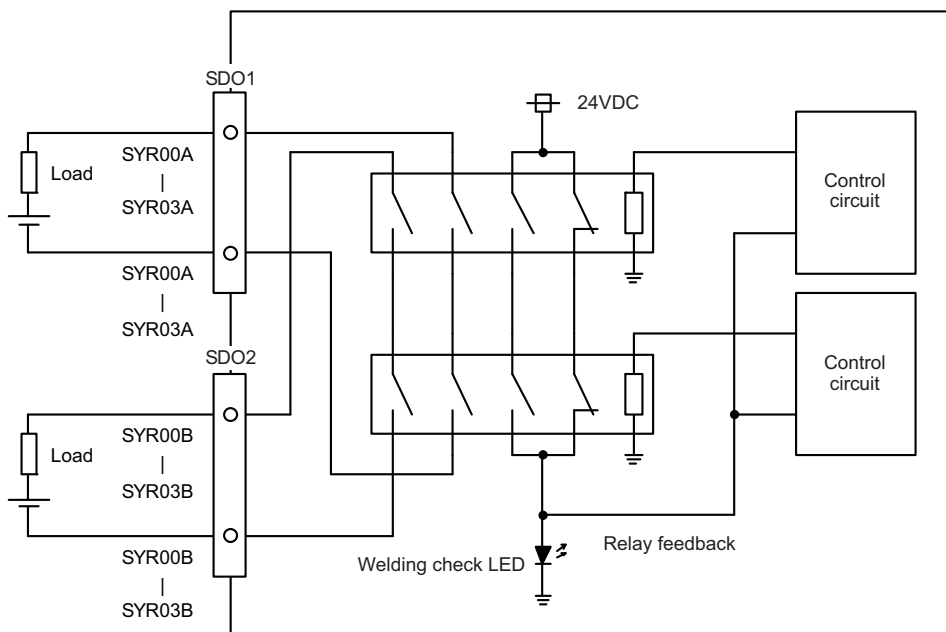 SDO1
24VDC
Load
SYR00A
|
SYR03A
Control
circuit
SYR00A
|
SYR03A
SDO2
Control
circuit
Load
SYR00B
|
SYR03B
Relay feedback
Welding check LED
SYR00B
|
SYR03B